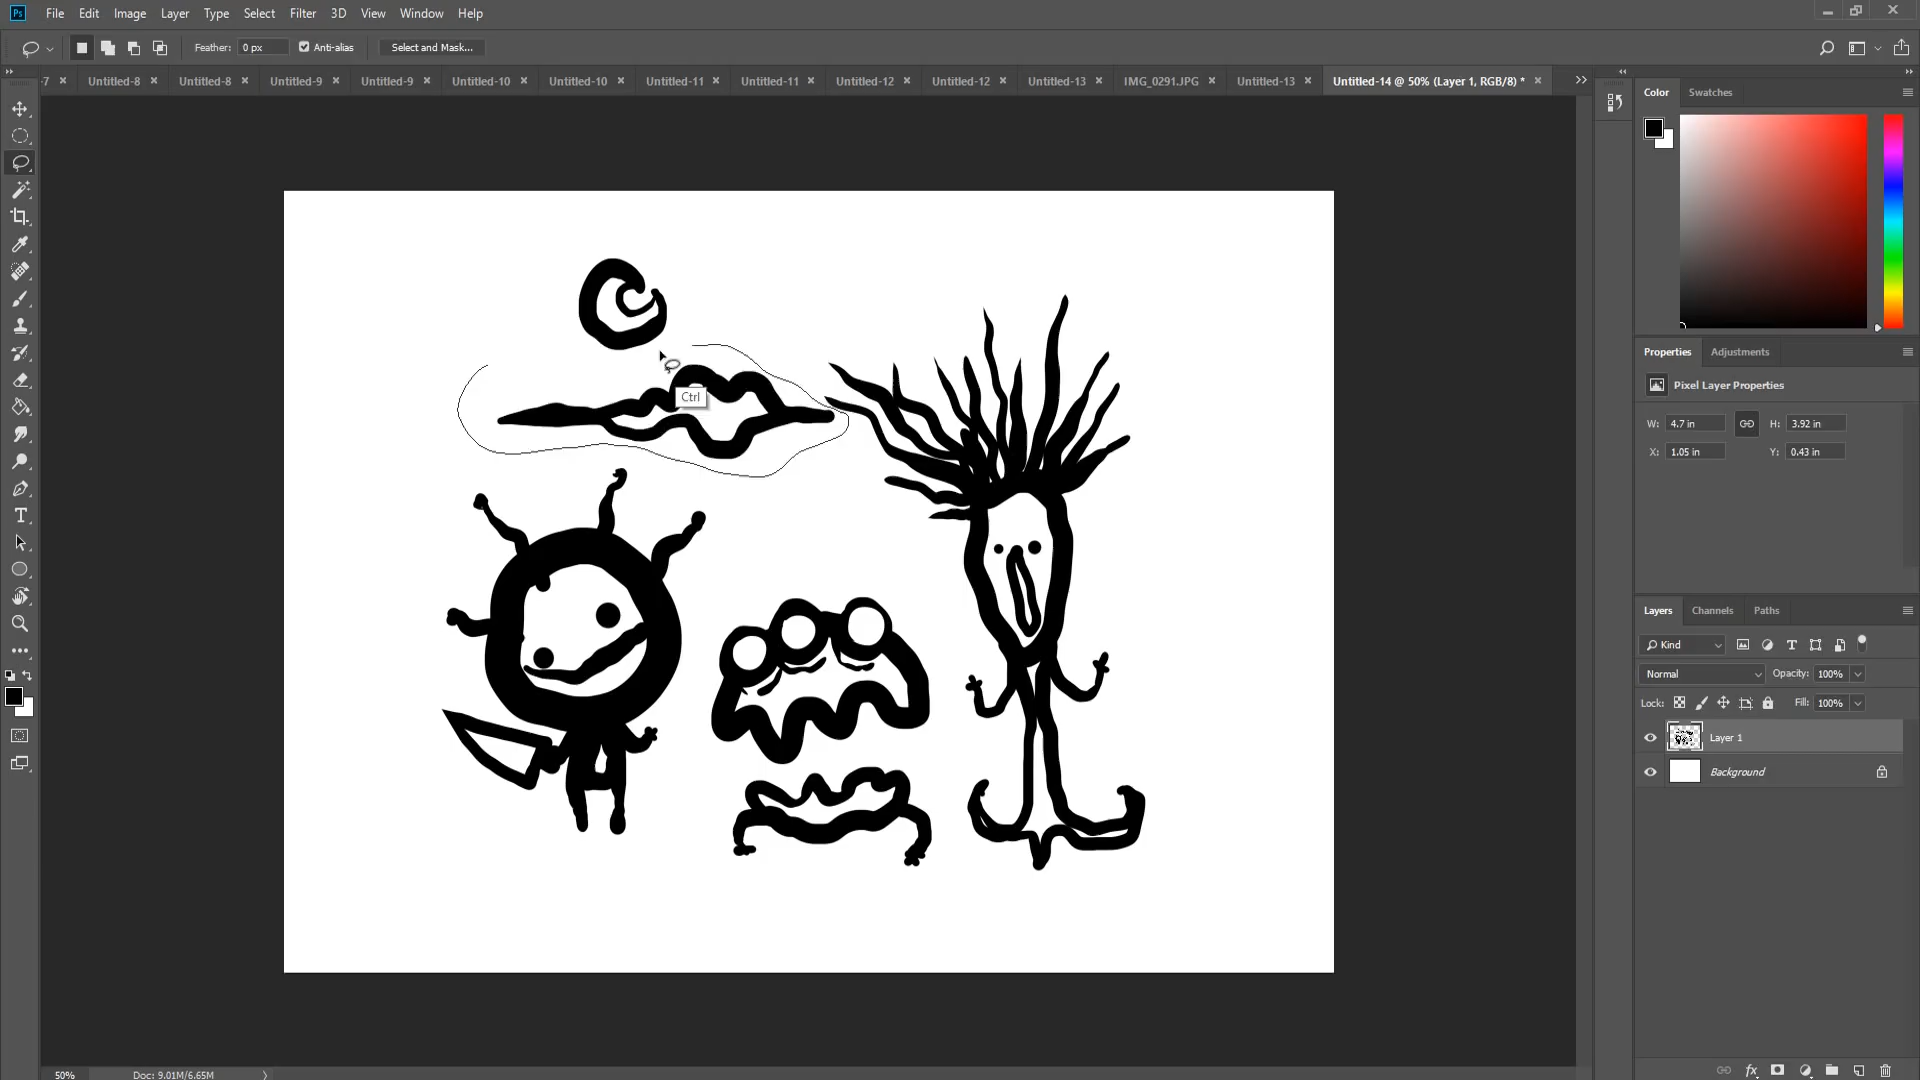 Ps File Edit Image Layer Type Select Filter 3D View Window Help
Feather: 0 px Anti-alias Select and Mask...
-7 Untitled-8 Untitled-8 Untitled-9 Untitled-9 Untitled-10 Untitled-10 Untitled-11 Untitled-11 Untitled-12 Untitled-12 Untitled-13 IMG_0291.JPG Untitled-13 Untitled-14 @ 50% (Layer 1, RGB/8) *
Color Swatches
Ctrl
Properties Adjustments
Pixel Layer Properties
W: 4.7 in H: 3.92 in
X: 1.05 in Y: 0.43 in
Layers Channels Paths
Kind
Normal Opacity: 100%
Lock: Fill: 100%
Layer 1
Background
50% Doc: 9.01M/6.65M